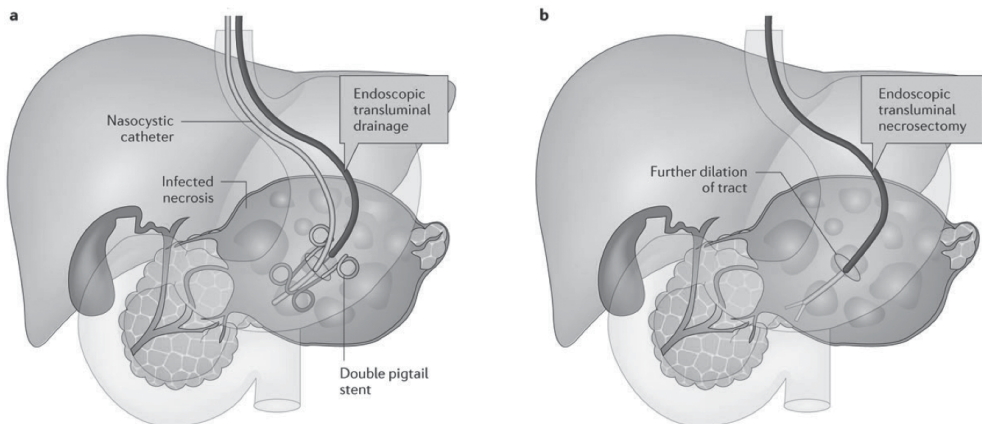 a
Endoscopic
transluminal
drainage
Nasocystic
catheter
Infected
necrosis
Double pigtail
stent
b
Endoscopic
transluminal
necrosectomy
Further dilation
of tract